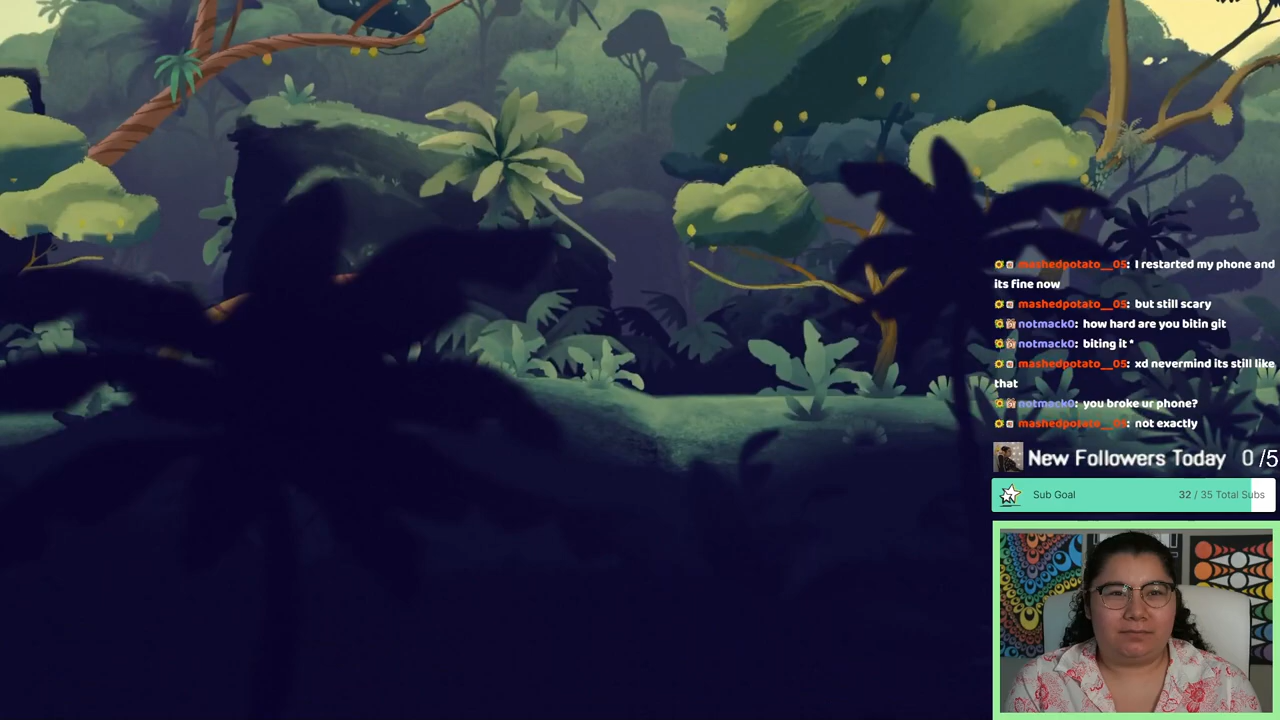 mashedpotato__05: I restarted my phone and
its fine now
mashedpotato__05: but still scary
notmack0: how hard are you bitin git
notmack0: biting it *
mashedpotato__05: xd nevermind its still like
that
notmack0: you broke ur phone?
mashedpotato__05: not exactly
New Followers Today 0 /5
Sub Goal 32 / 35 Total Subs